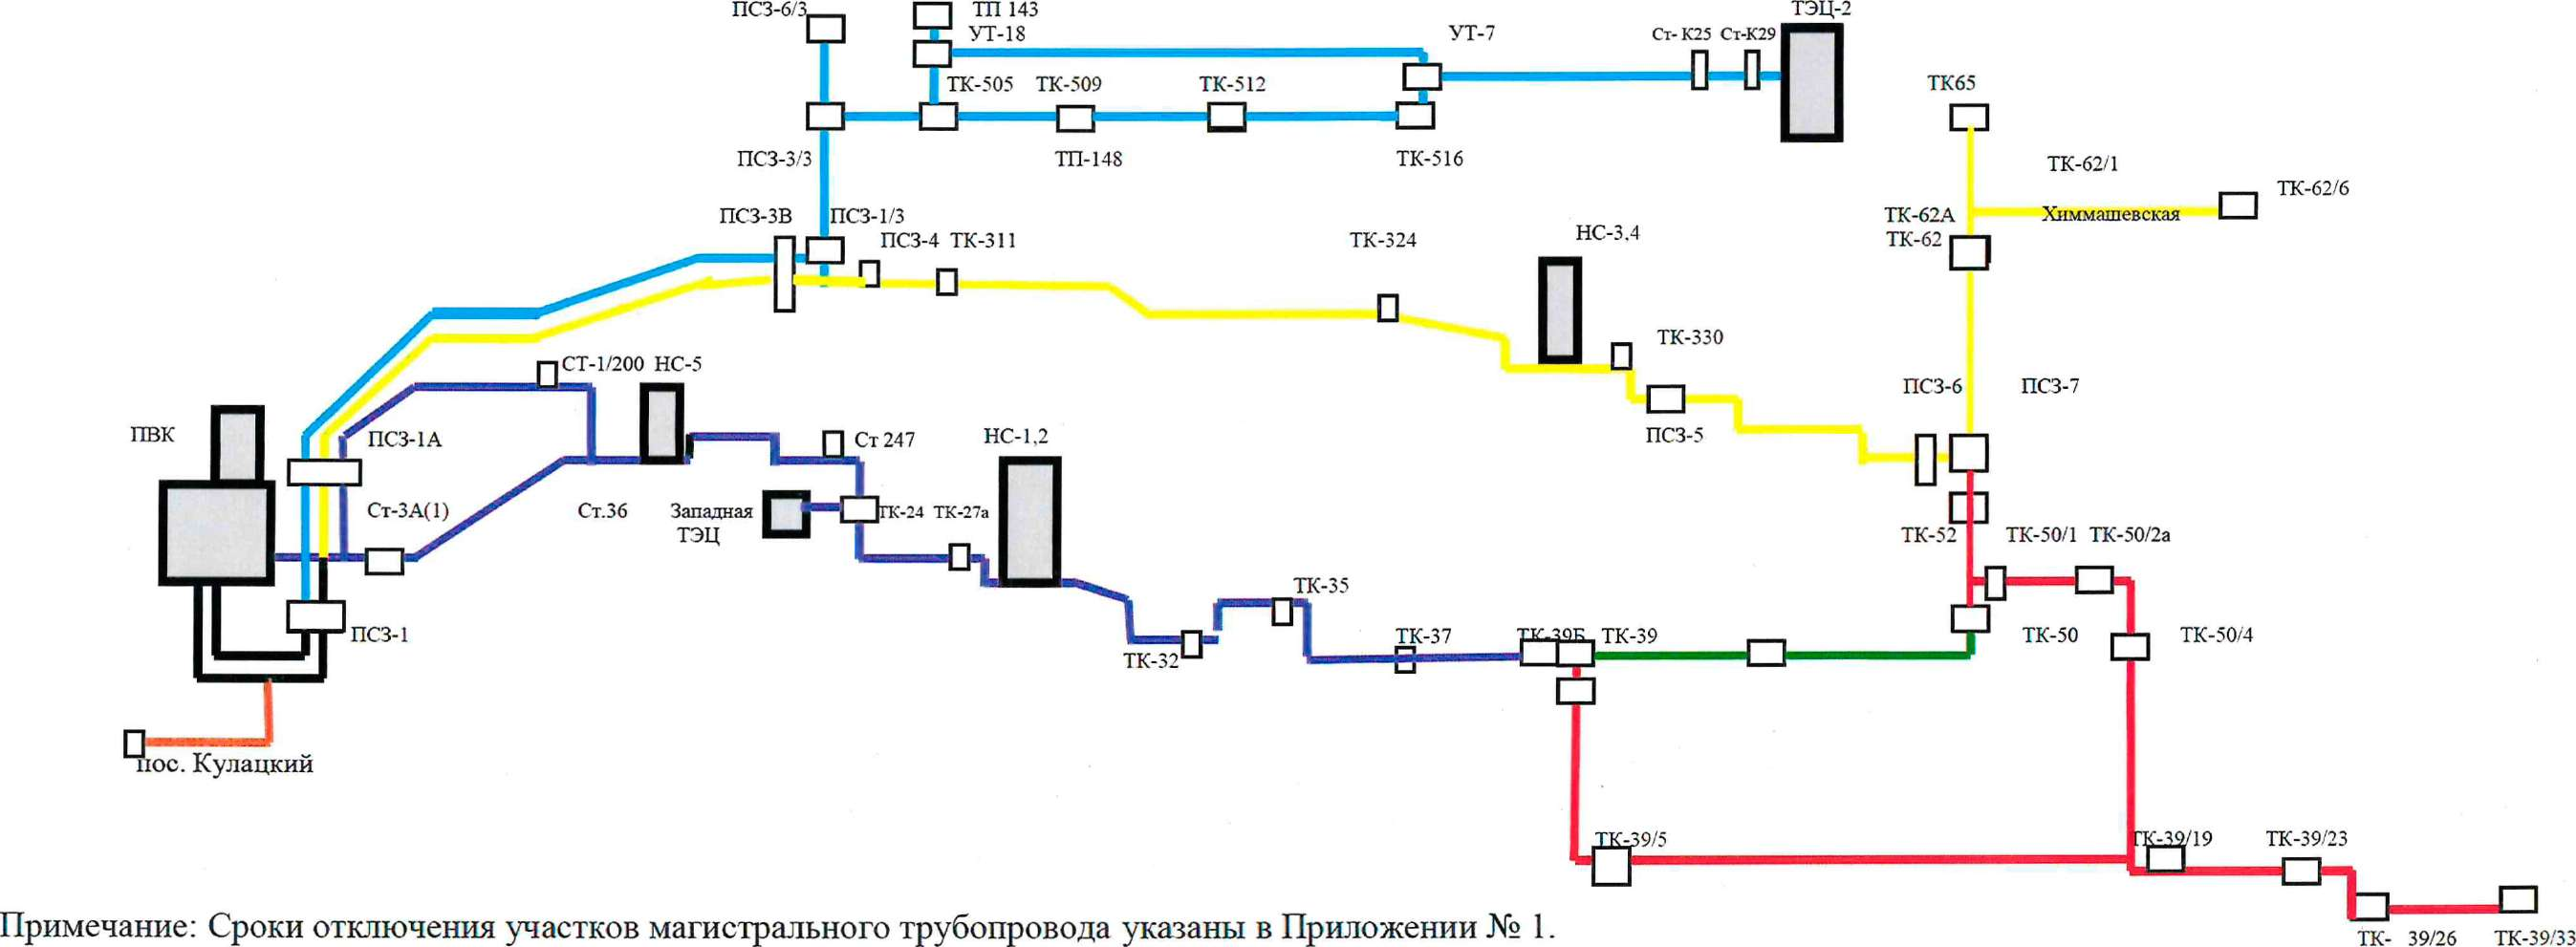 ПСЗ-6/3
ТП 143
ТЭЦ-2
УТ-18
УТ-7
Ст- К25
Ст-К29
ТК-505
ТК-509
ТК-512
ТК65
ПСЗ-3/3
ТП-148
ТК-516
ТК-62/1
ТК-62/6
ПСЗ-3В
ПСЗ-1/3
ТК-62А
Химмашевская
ПСЗ-4
ТК-311
ТК-324
НС-3,4
ТК-62
ТК-330
СТ-1/200
НС-5
ПСЗ-6
ПСЗ-7
ПВК
ПСЗ-1А
Ст 247
НС-1,2
ПСЗ-5
Ст-3А(1)
Ст.36
Западная
ТЭЦ
ТК-24
ТК-27а
ТК-52
ТК-50/1
ТК-50/2а
ТК-35
ПСЗ-1
ТК-32
ТК-37
ТК-39Б
ТК-39
ТК-50
ТК-50/4
пос. Кулацкий
ТК-39/5
ТК-39/19
ТК-39/23
Примечание: Сроки отключения участков магистрального трубопровода указаны в Приложении № 1.
ТК- 39/26
ТК-39/33